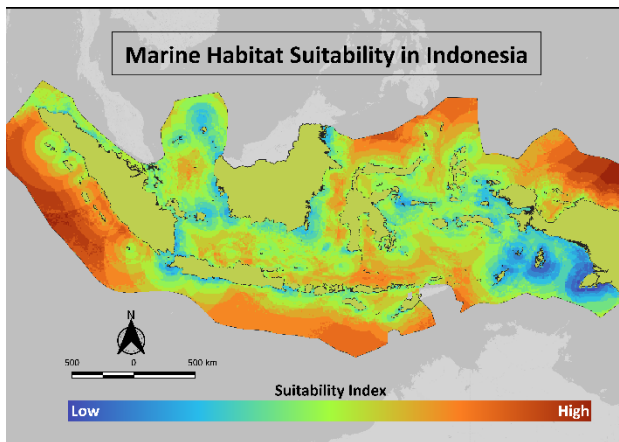 Marine Habitat Suitability in Indonesia
N
500 0 500 km
Suitability Index
Low High